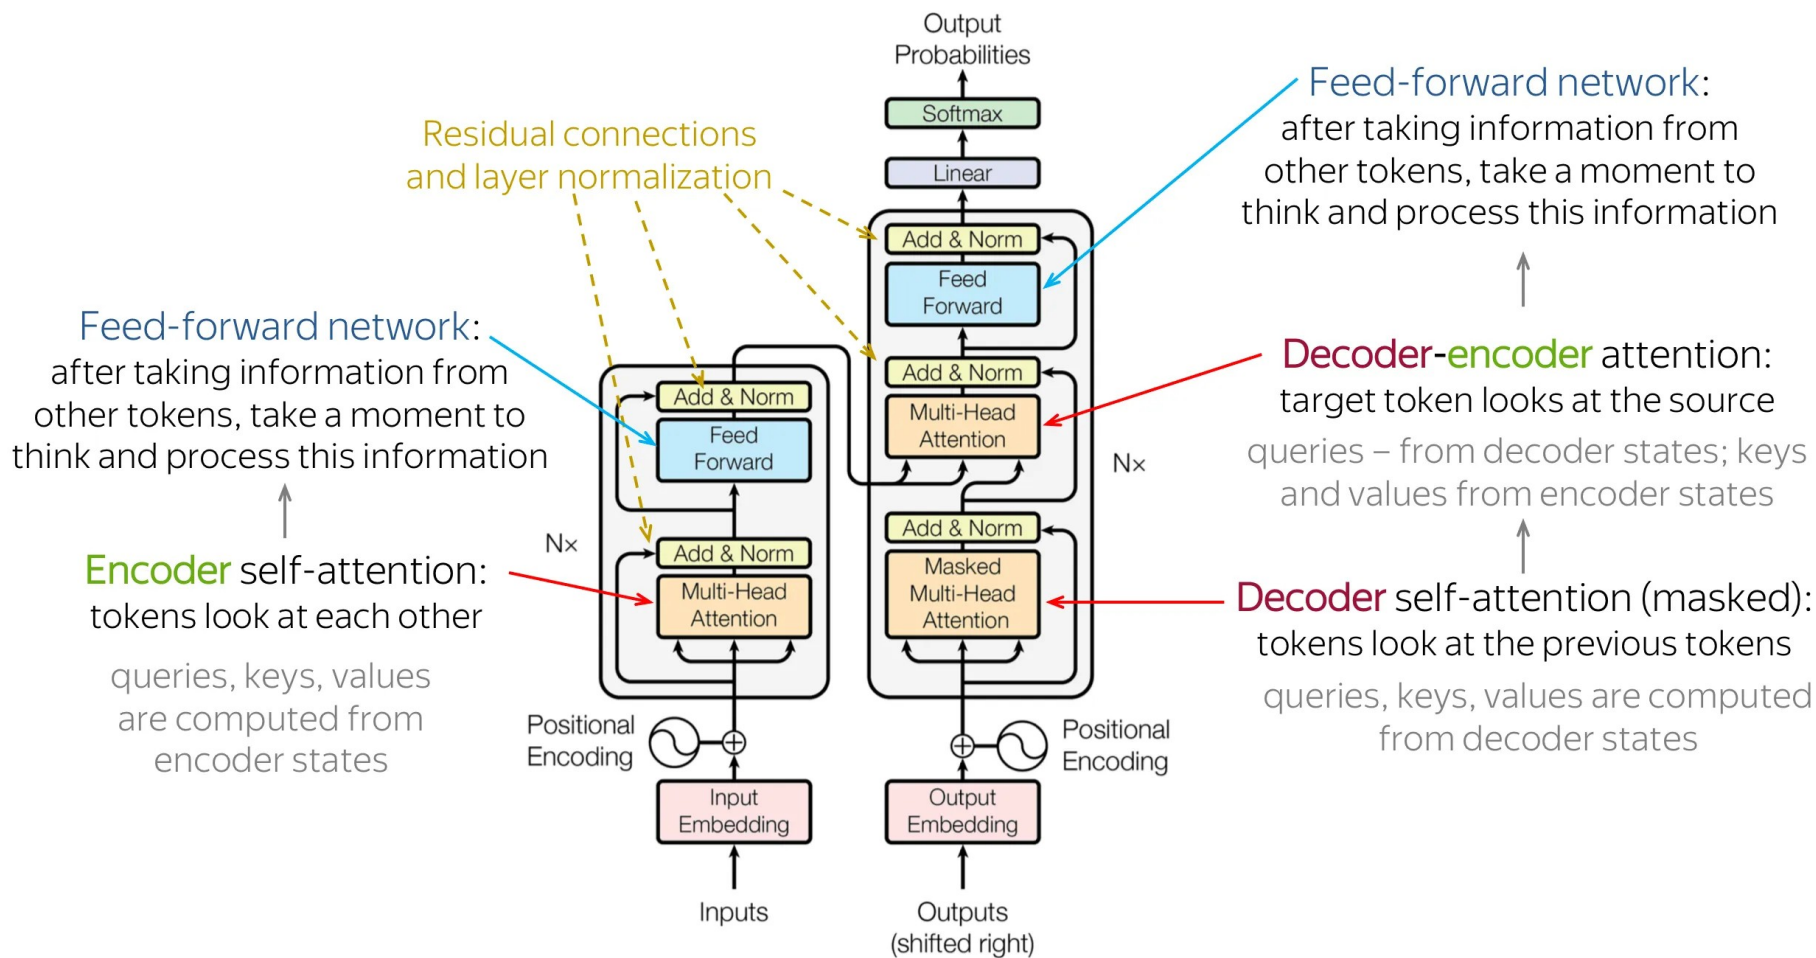 Output
Probabilities
Softmax
Linear
Add & Norm
Feed
Forward
Add & Norm
Multi-Head
Attention
Add & Norm
Masked
Multi-Head
Attention
Nx
Positional
Encoding
Output
Embedding
Outputs
(shifted right)
Add & Norm
Feed
Forward
Add & Norm
Multi-Head
Attention
Nx
Positional
Encoding
Input
Embedding
Inputs
Residual connections
and layer normalization
Feed-forward network:
after taking information from
other tokens, take a moment to
think and process this information
Encoder self-attention:
tokens look at each other
queries, keys, values
are computed from
encoder states
Feed-forward network:
after taking information from
other tokens, take a moment to
think and process this information
Decoder-encoder attention:
target token looks at the source
queries – from decoder states; keys
and values from encoder states
Decoder self-attention (masked):
tokens look at the previous tokens
queries, keys, values are computed
from decoder states